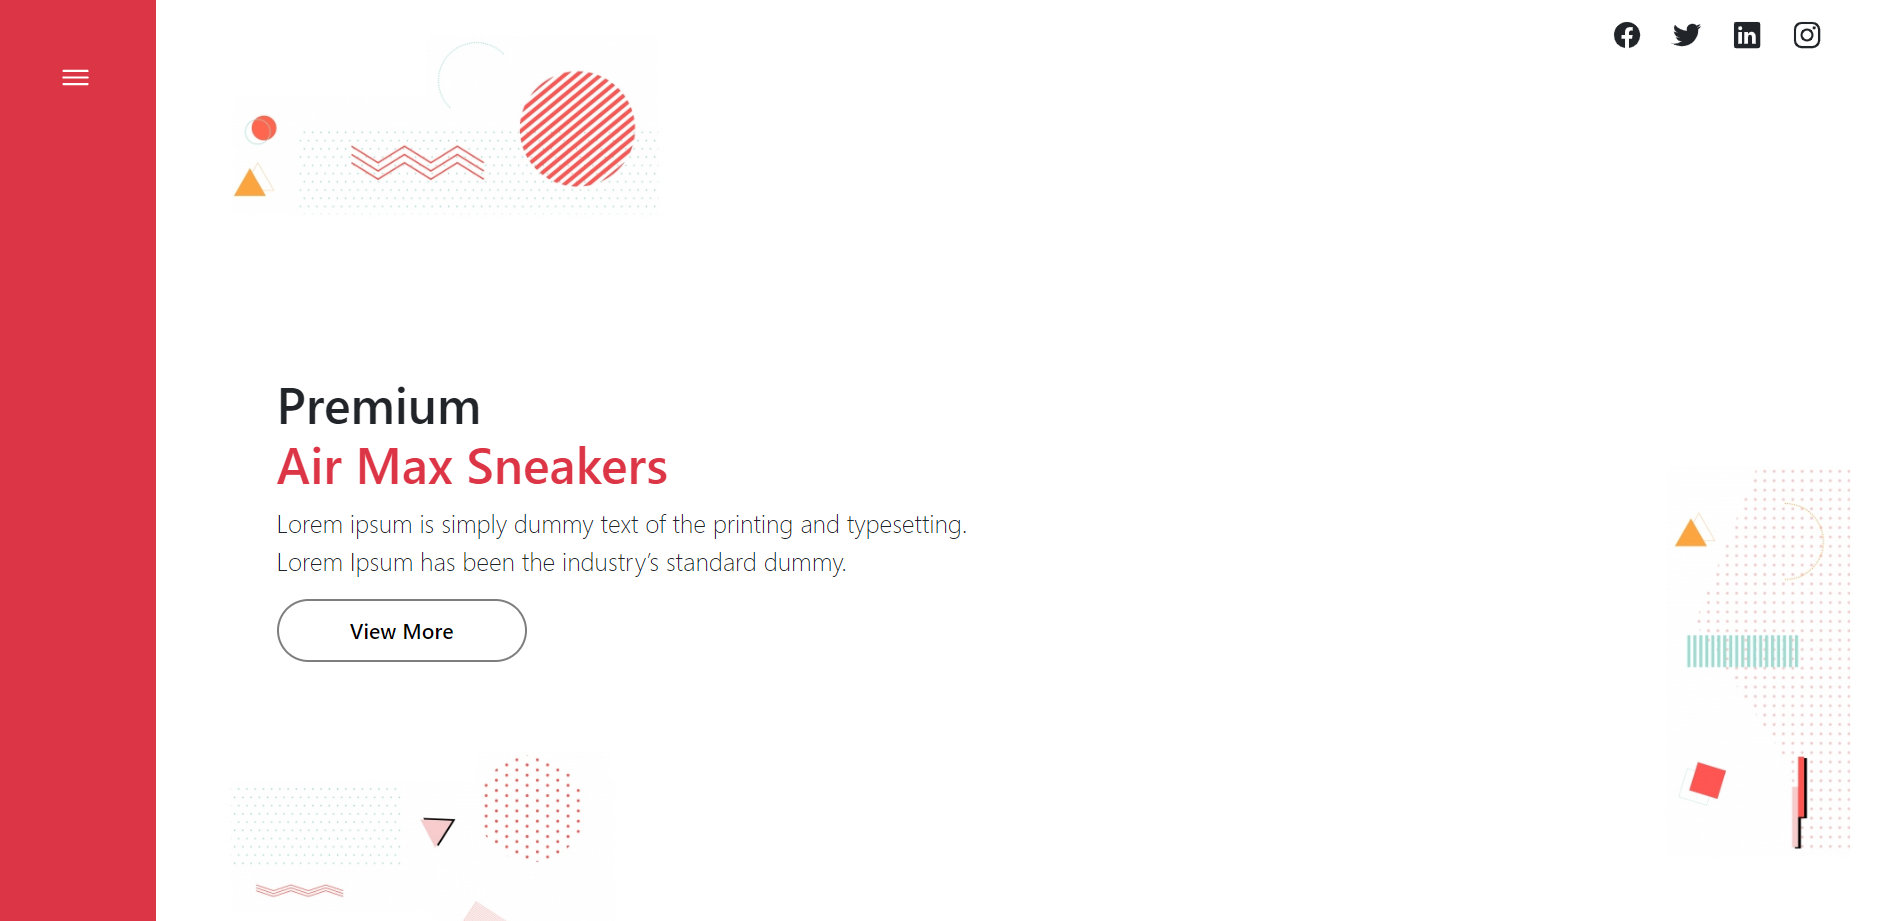 Premium
Air Max Sneakers
Lorem ipsum is simply dummy text of the printing and typesetting.
Lorem Ipsum has been the industry’s standard dummy.
View More